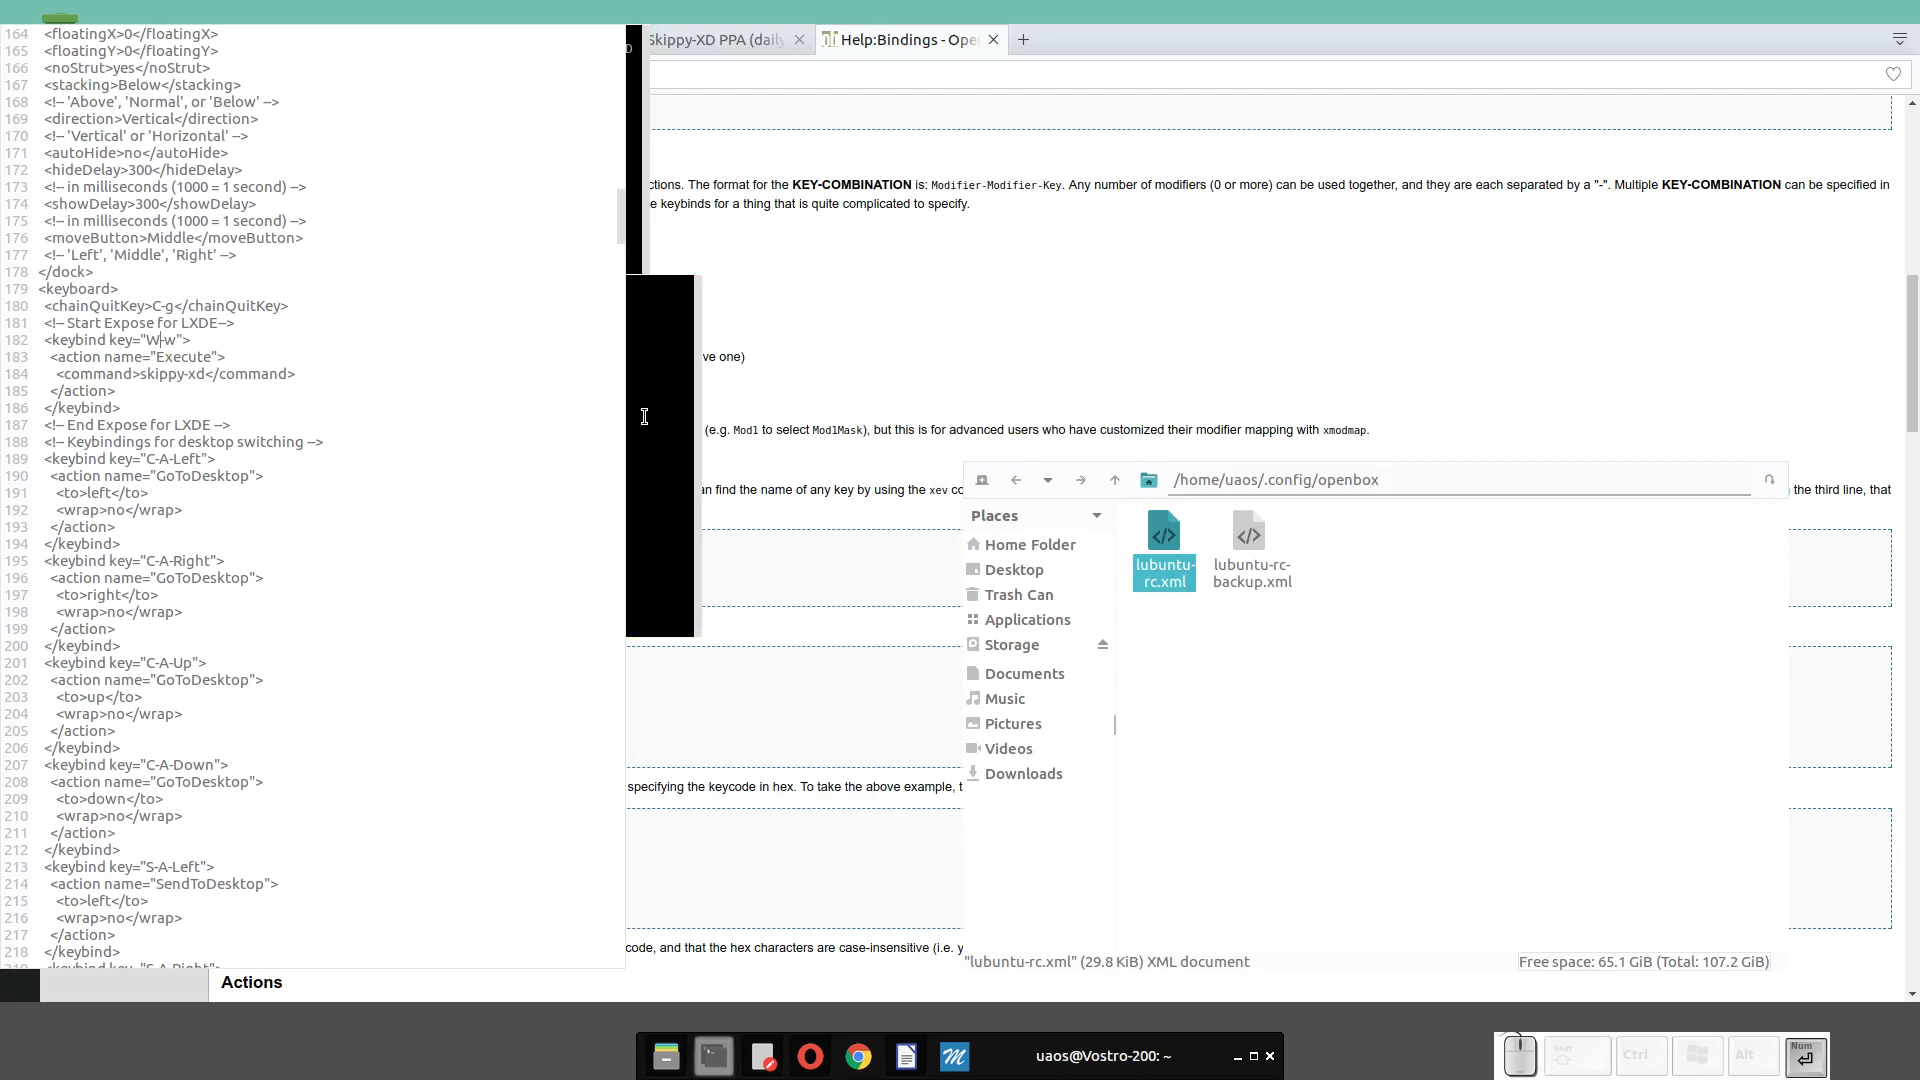 164 <floatingX>0</floatingX>
165 <floatingY>0</floatingY>
166 <noStrut>yes</noStrut>
167 <stacking>Below</stacking>
168 <!-- 'Above', 'Normal', or 'Below' -->
169 <direction>Vertical</direction>
170 <!-- 'Vertical' or 'Horizontal' -->
171 <autoHide>no</autoHide>
172 <hideDelay>300</hideDelay>
173 <!-- in milliseconds (1000 = 1 second) -->
174 <showDelay>300</showDelay>
175 <!-- in milliseconds (1000 = 1 second) -->
176 <moveButton>Middle</moveButton>
177 <!-- 'Left', 'Middle', 'Right' -->
178 </dock>
179 <keyboard>
180 <chainQuitKey>C-g</chainQuitKey>
181 <!-- Start Expose for LXDE-->
182 <keybind key="W-w">
183 <action name="Execute">
184 <command>skippy-xd</command>
185 </action>
186 </keybind>
187 <!-- End Expose for LXDE -->
188 <!-- Keybindings for desktop switching -->
189 <keybind key="C-A-Left">
190 <action name="GoToDesktop">
191 <to>left</to>
192 <wrap>no</wrap>
193 </action>
194 </keybind>
195 <keybind key="C-A-Right">
196 <action name="GoToDesktop">
197 <to>right</to>
198 <wrap>no</wrap>
199 </action>
200 </keybind>
201 <keybind key="C-A-Up">
202 <action name="GoToDesktop">
203 <to>up</to>
204 <wrap>no</wrap>
205 </action>
206 </keybind>
207 <keybind key="C-A-Down">
208 <action name="GoToDesktop">
209 <to>down</to>
210 <wrap>no</wrap>
211 </action>
212 </keybind>
213 <keybind key="S-A-Left">
214 <action name="SendToDesktop">
215 <to>left</to>
216 <wrap>no</wrap>
217 </action>
218 </keybind>
Skippy-XD PPA (daily
Help:Bindings - Ope
ctions. The format for the KEY-COMBINATION is: Modifier-Modifier-Key. Any number of modifiers (0 or more) can be used together, and they are each separated by a "-". Multiple KEY-COMBINATION can be specified in
e keybinds for a thing that is quite complicated to specify.
ve one)
(e.g. Mod1 to select Mod1Mask), but this is for advanced users who have customized their modifier mapping with xmodmap.
an find the name of any key by using the xev co
the third line, that
specifying the keycode in hex. To take the above example, t
code, and that the hex characters are case-insensitive (i.e. y
Actions
/home/uaos/.config/openbox
Places
Home Folder
Desktop
Trash Can
Applications
Storage
Documents
Music
Pictures
Videos
Downloads
lubuntu-
rc.xml
lubuntu-rc-
backup.xml
"lubuntu-rc.xml" (29.8 KiB) XML document
Free space: 65.1 GiB (Total: 107.2 GiB)
uaos@Vostro-200: ~
Shift
Ctrl
Alt
Num